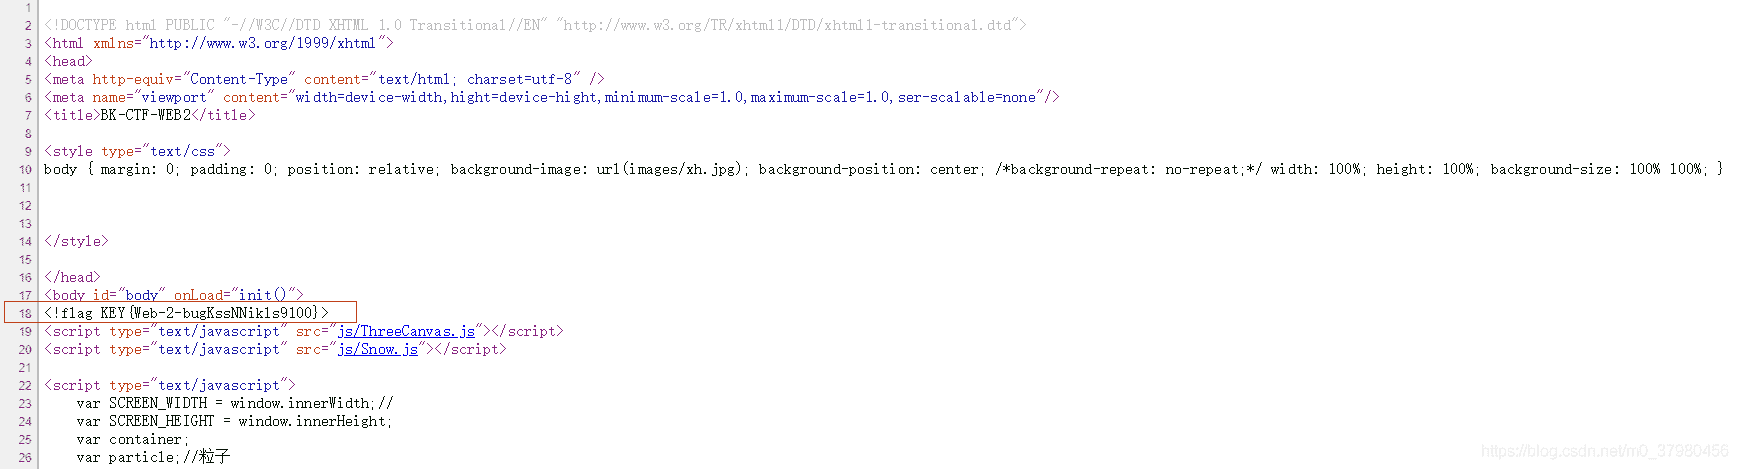 1
2 <!DOCTYPE html PUBLIC "-//W3C//DTD XHTML 1.0 Transitional//EN" "http://www.w3.org/TR/xhtml1/DTD/xhtml1-transitional.dtd">
3 <html xmlns="http://www.w3.org/1999/xhtml">
4 <head>
5 <meta http-equiv="Content-Type" content="text/html; charset=utf-8" />
6 <meta name="viewport" content="width=device-width,hight=device-hight,minimum-scale=1.0,maximum-scale=1.0,ser-scalable=none"/>
7 <title>BK-CTF-WEB2</title>
8
9 <style type="text/css">
10 body { margin: 0; padding: 0; position: relative; background-image: url(images/xh.jpg); background-position: center; /*background-repeat: no-repeat;*/ width: 100%; height: 100%; background-size: 100% 100%; }
11
12
13
14 </style>
15
16 </head>
17 <body id="body" onLoad="init()">
18 <!flag KEY{Web-2-bugKssNNikls9100}>
19 <script type="text/javascript" src="js/ThreeCanvas.js"></script>
20 <script type="text/javascript" src="js/Snow.js"></script>
21
22 <script type="text/javascript">
23 var SCREEN_WIDTH = window.innerWidth;//
24 var SCREEN_HEIGHT = window.innerHeight;
25 var container;
26 var particle;//粒子
https://blog.csdn.net/m0_37980456